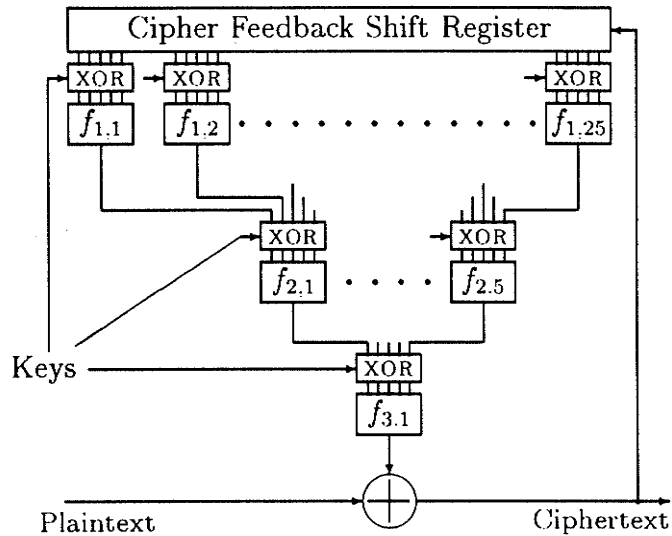 Cipher Feedback Shift Register
XOR XOR XOR
f1,1 f1,2 f1,25
XOR XOR
f2,1 f2.5
Keys XOR
f3.1
Plaintext Ciphertext